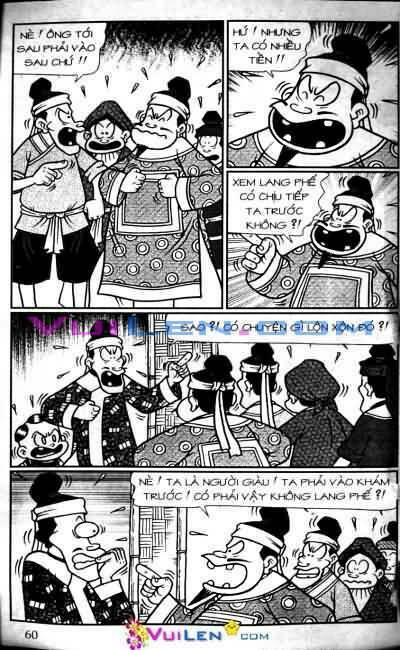 NÈ ! ÔNG TỚI
SAU PHẢI VÀO
SAU CHỨ !!
HỨ ! NHƯNG
TA CÓ NHIỀU
TIỀN !!
XEM LANG PHẾ
CÓ CHỊU TIẾP
TA TRƯỚC
KHÔNG ?!
SAO ?! CÓ CHUYỆN GÌ LỘN XỘN ĐÓ ?!
NÈ ! TA LÀ NGƯỜI GIÀU ! TA PHẢI VÀO KHÁM
TRƯỚC ! CÓ PHẢI VẬY KHÔNG LANG PHẾ ?!
60
VUILEN.COM